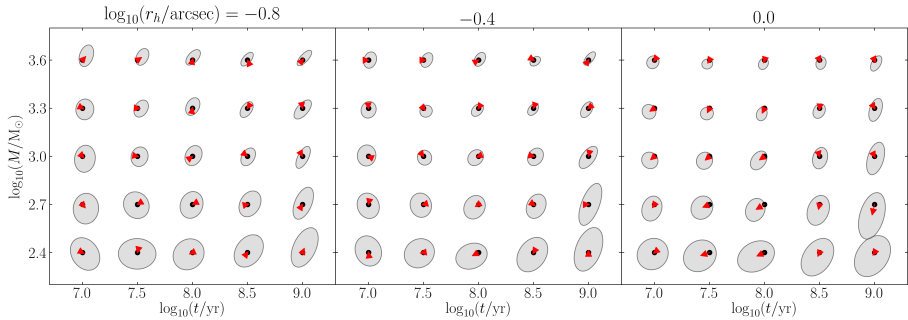 log₁₀(r_h/arcsec) = −0.8
−0.4
0.0
log₁₀(M/M_⊙)
3.6
3.3
3.0
2.7
2.4
7.0 7.5 8.0 8.5 9.0
7.0 7.5 8.0 8.5 9.0
7.0 7.5 8.0 8.5 9.0
log₁₀(t/yr)
log₁₀(t/yr)
log₁₀(t/yr)